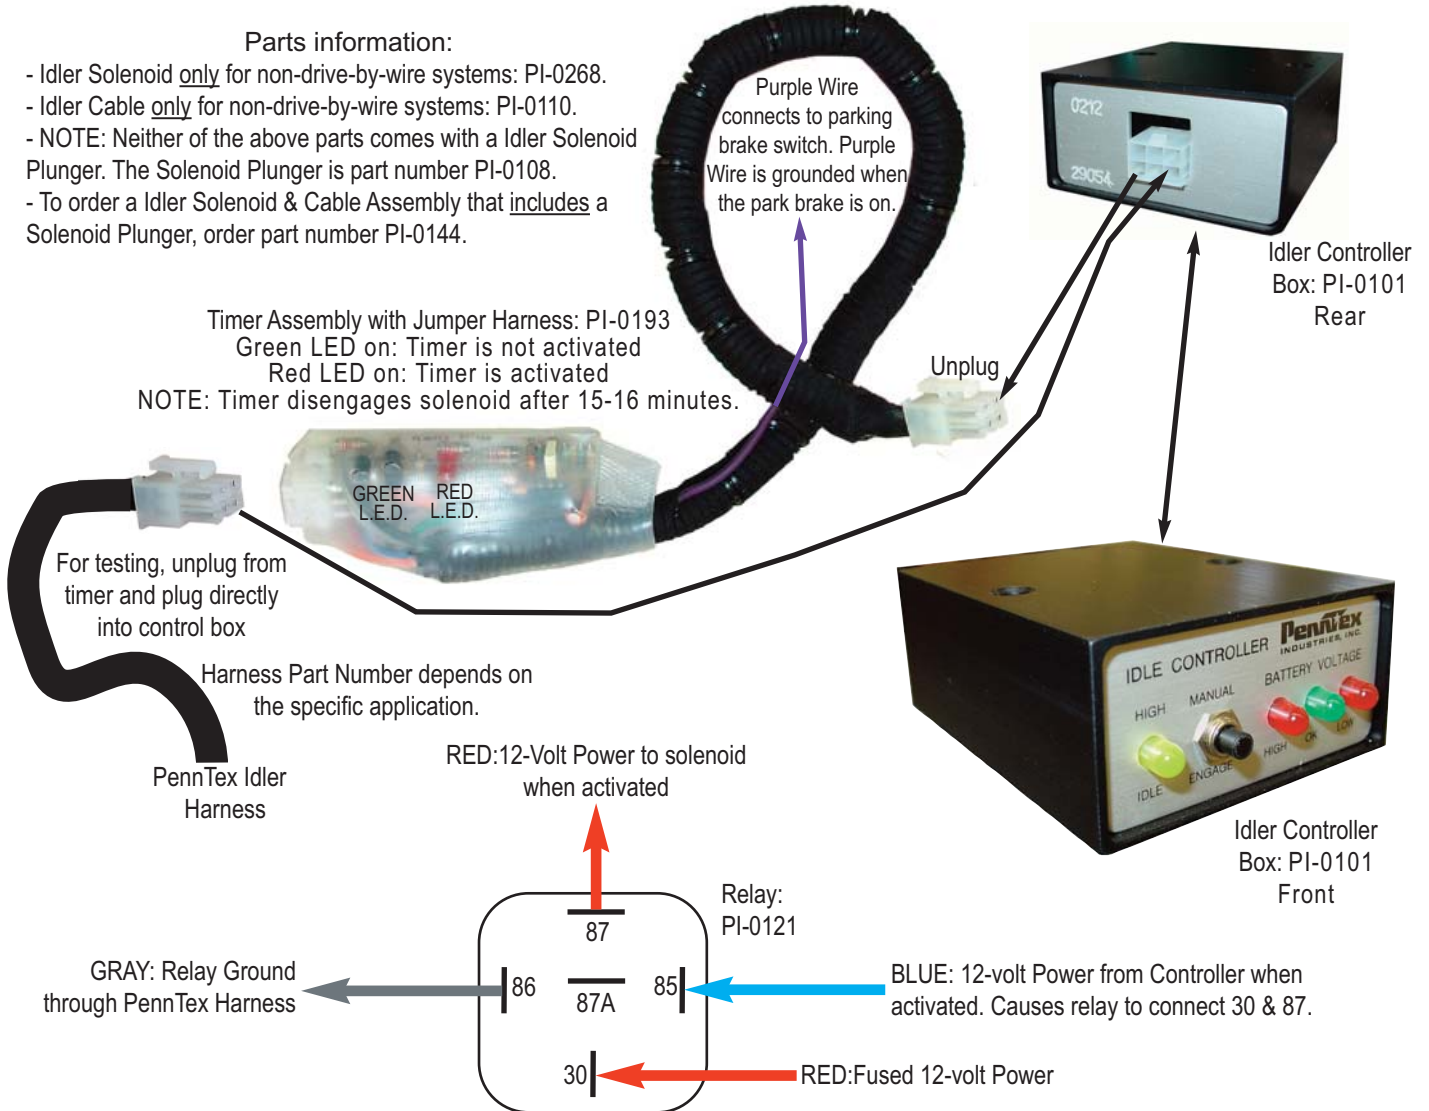 Parts information:
- Idler Solenoid only for non-drive-by-wire systems: PI-0268.
- Idler Cable only for non-drive-by-wire systems: PI-0110.
- NOTE: Neither of the above parts comes with a Idler Solenoid
Plunger. The Solenoid Plunger is part number PI-0108.
- To order a Idler Solenoid & Cable Assembly that includes a
Solenoid Plunger, order part number PI-0144.
Purple Wire
connects to parking
brake switch. Purple
Wire is grounded when
the park brake is on.
0212
29054
Idler Controller
Box: PI-0101
Rear
Timer Assembly with Jumper Harness: PI-0193
Green LED on: Timer is not activated
Red LED on: Timer is activated
NOTE: Timer disengages solenoid after 15-16 minutes.
Unplug
GREEN
L.E.D.
RED
L.E.D.
For testing, unplug from
timer and plug directly
into control box
Harness Part Number depends on
the specific application.
PennTex Idler
Harness
IDLE CONTROLLER
PennTex
INDUSTRIES, INC.
BATTERY VOLTAGE
HIGH
IDLE
MANUAL
ENGAGE
HIGH
OK
LOW
Idler Controller
Box: PI-0101
Front
RED:12-Volt Power to solenoid
when activated
Relay:
PI-0121
87
86
87A
85
30
GRAY: Relay Ground
through PennTex Harness
BLUE: 12-volt Power from Controller when
activated. Causes relay to connect 30 & 87.
RED:Fused 12-volt Power